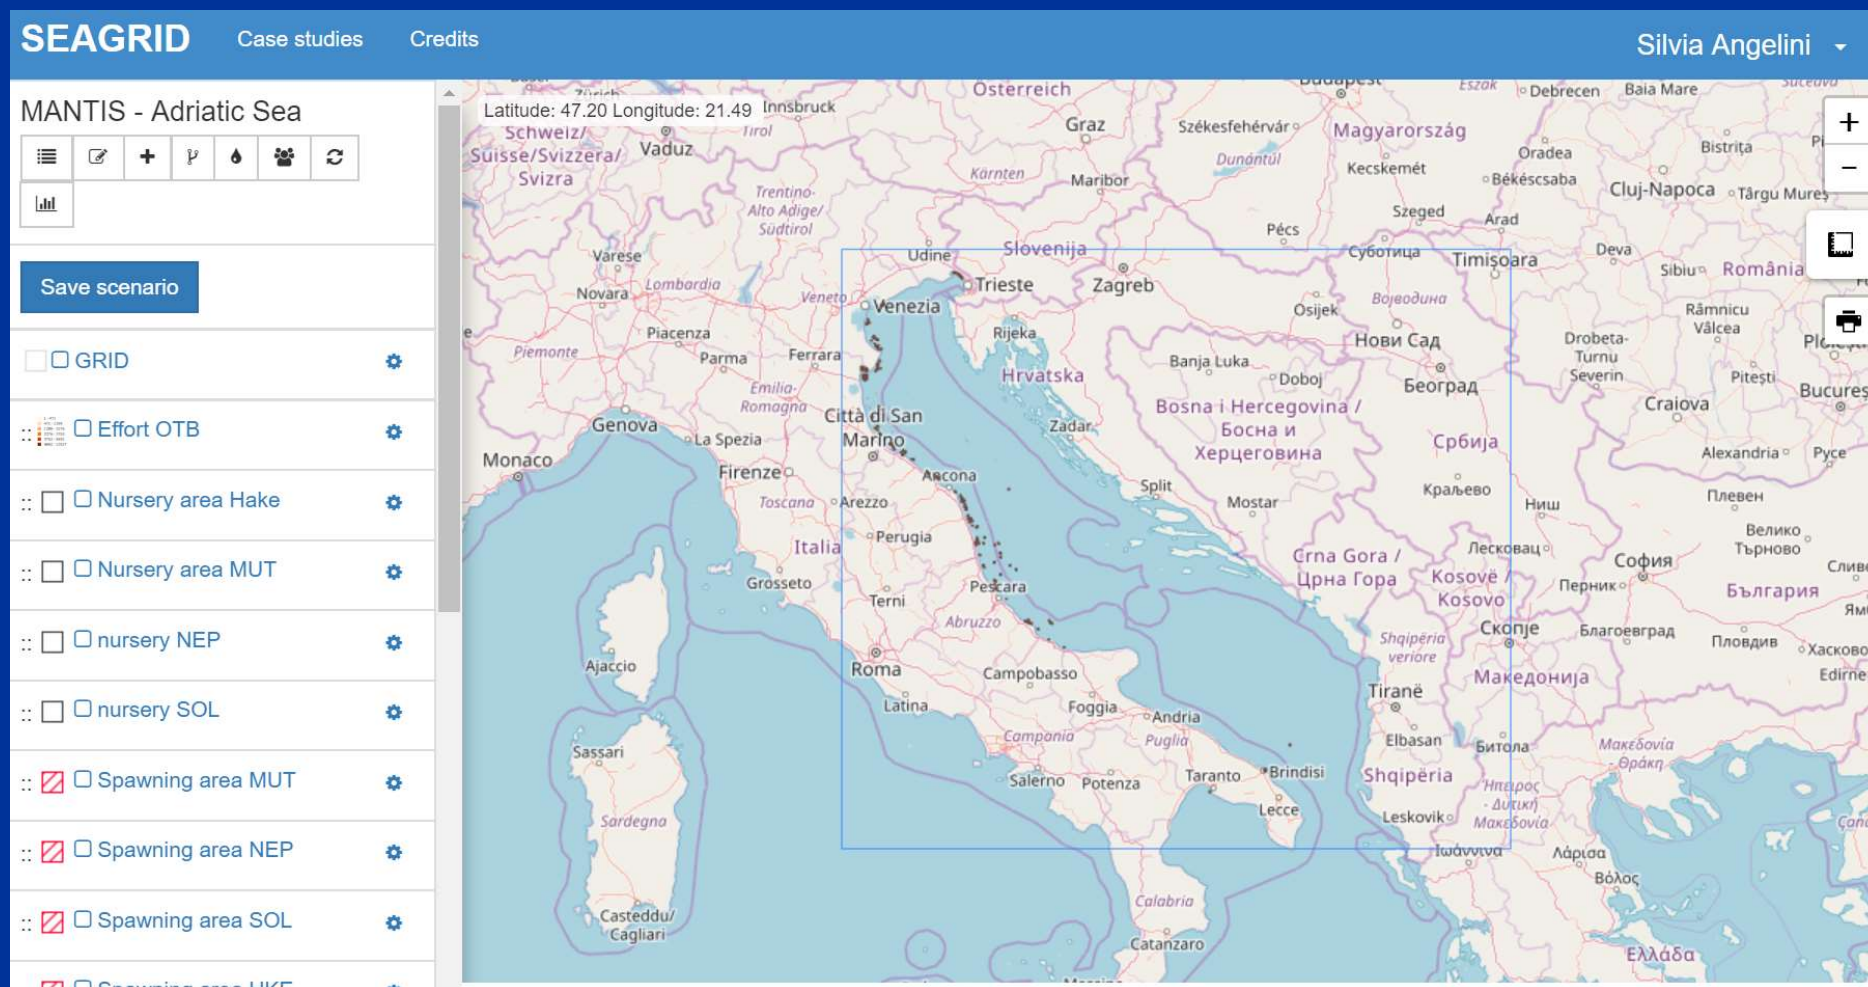 SEAGRID
Case studies
Credits
Silvia Angelini
MANTIS - Adriatic Sea
Save scenario
GRID
Effort OTB
Nursery area Hake
Nursery area MUT
nursery NEP
nursery SOL
Spawning area MUT
Spawning area NEP
Spawning area SOL
Latitude: 47.20 Longitude: 21.49
Österreich
Debrecen
Baia Mare
Innsbruck
Schweiz/
Suisse/Svizzera/
Svizra
Vaduz
Tirol
Graz
Székesfehérvár
Magyarország
Oradea
Bistrița
Dunántúl
Kecskemét
Békéscsaba
Cluj-Napoca
Târgu Mureș
Kärnten
Maribor
Trentino-
Alto Adige/
Südtirol
Szeged
Arad
Pécs
Varese
Udine
Slovenija
Суботица
Timișoara
Deva
Sibiu
România
Novara
Lombardia
Veneto
Venezia
Trieste
Zagreb
Osijek
Војводина
Râmnicu
Vâlcea
Piacenza
Rijeka
Нови Сад
Drobeta-
Turnu
Severin
Piemonte
Parma
Ferrara
Hrvatska
Banja Luka
Doboj
Београд
Pitești
Emilia-
Romagna
Genova
Città di San
Marino
Zadar
Bosna i Hercegovina /
Босна и
Херцеговина
Србија
Craiova
La Spezia
Alexandria
Monaco
Firenze
Ancona
Toscana
Arezzo
Split
Mostar
Краљево
Ниш
Плевен
Perugia
Italia
Лесковац
Велико
Търново
Grosseto
Terni
Pescara
Crna Gora /
Црна Гора
Kosovë /
Kosovo
София
Перник
България
Abruzzo
Скопје
Благоевград
Пловдив
Хасково
Ajaccio
Roma
Campobasso
Shqipëria
veriore
Македонија
Edirne
Latina
Foggia
Andria
Tiranë
Campania
Puglia
Elbasan
Битола
Μακεδονία
- Θράκη
Sassari
Salerno
Potenza
Taranto
Brindisi
Shqipëria
Ήπειρος
- Δυτική
Μακεδονία
Sardegna
Lecce
Leskovik
Ιωάννινα
Λάρισα
Βόλος
Calabria
Casteddu/
Cagliari
Catanzaro
Ελλάδα